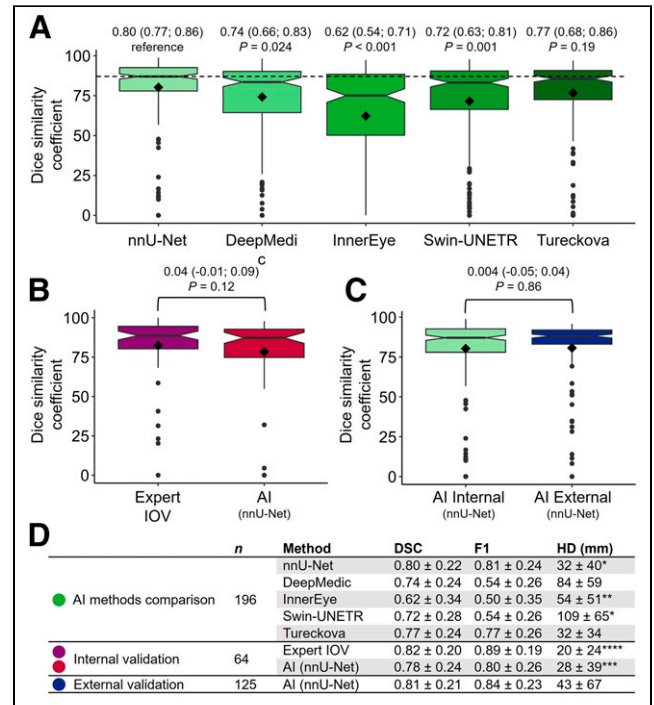 A
0.80 (0.77; 0.86) 0.74 (0.66; 0.83) 0.62 (0.54; 0.71) 0.72 (0.63; 0.81) 0.77 (0.68; 0.86)
reference P = 0.024 P < 0.001 P = 0.001 P = 0.19
Dice similarity
coefficient
100
75
50
25
0
nnU-Net DeepMedi InnerEye Swin-UNETR Tureckova
c
B
0.04 (-0.01; 0.09)
P = 0.12
Dice similarity
coefficient
100
75
50
25
0
Expert AI
IOV (nnU-Net)
C
0.004 (-0.05; 0.04)
P = 0.86
Dice similarity
coefficient
100
75
50
25
0
AI Internal AI External
(nnU-Net) (nnU-Net)
D
n Method DSC F1 HD (mm)
nnU-Net 0.80 ± 0.22 0.81 ± 0.24 32 ± 40*
DeepMedic 0.74 ± 0.24 0.54 ± 0.26 84 ± 59
AI methods comparison 196 InnerEye 0.62 ± 0.34 0.50 ± 0.35 54 ± 51**
Swin-UNETR 0.72 ± 0.28 0.54 ± 0.26 109 ± 65*
Tureckova 0.77 ± 0.24 0.77 ± 0.26 32 ± 34
Internal validation 64 Expert IOV 0.82 ± 0.20 0.89 ± 0.19 20 ± 24****
AI (nnU-Net) 0.78 ± 0.24 0.80 ± 0.26 28 ± 39***
External validation 125 AI (nnU-Net) 0.81 ± 0.21 0.84 ± 0.23 43 ± 67